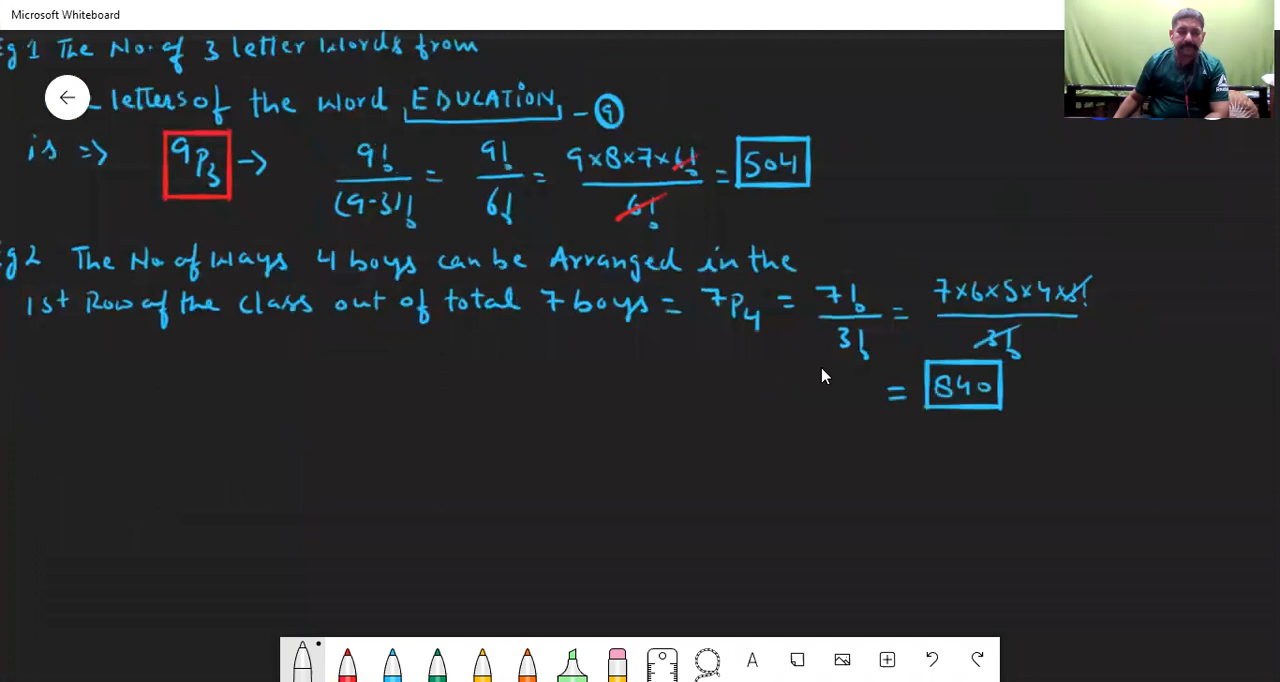 Microsoft Whiteboard
Eg 1 The No. of 3 letter words from
letters of the word EDUCATION - 9
is => 9P3 → 9!/(9-3)! = 9!/6! = 9×8×7×6!/6! = 504
Eg 2 The No of Ways 4 boys can be Arranged in the
1st Row of the class out of total 7 boys = 7P4 = 7!/3! = 7×6×5×4×3!/3!
= 840
A